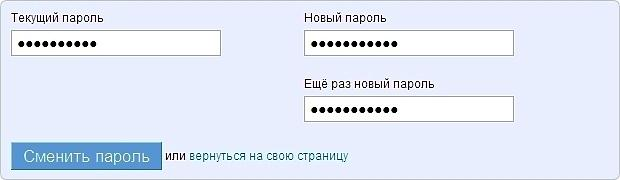 Текущий пароль
Новый пароль
●●●●●●●●●●
●●●●●●●●●●●
Ещё раз новый пароль
●●●●●●●●●●●
Сменить пароль или вернуться на свою страницу